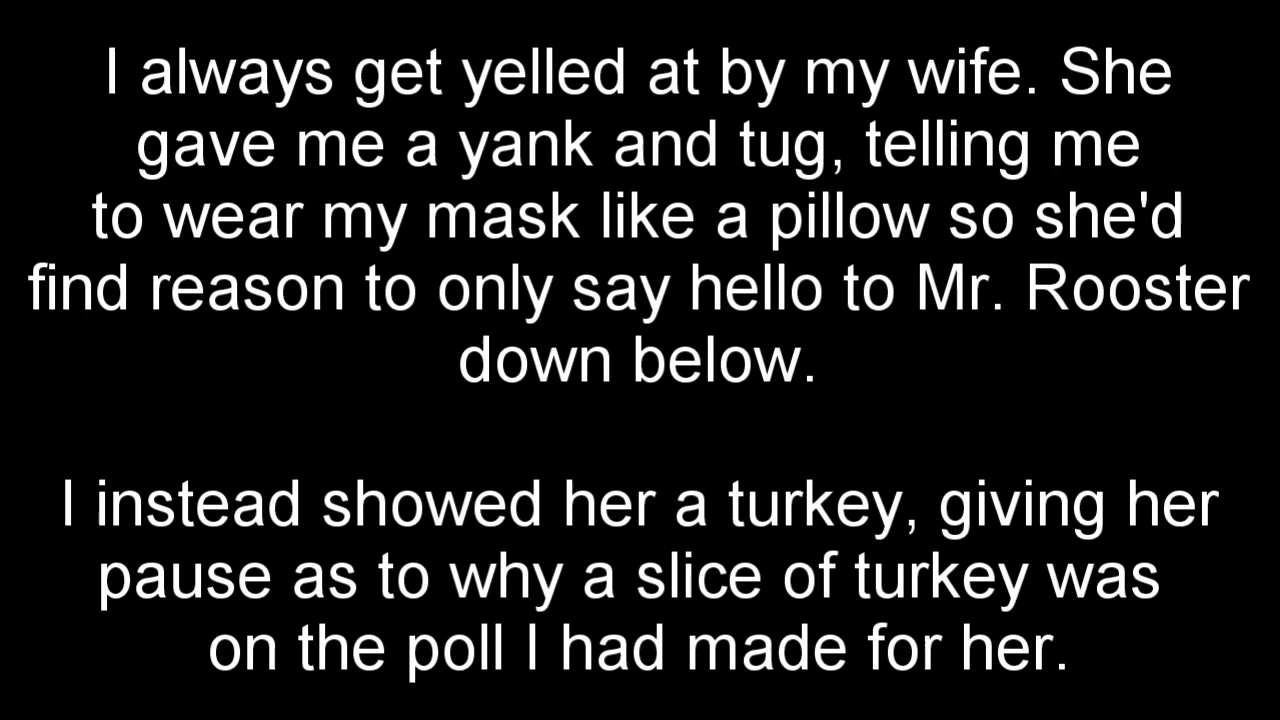 I always get yelled at by my wife. She
gave me a yank and tug, telling me
to wear my mask like a pillow so she'd
find reason to only say hello to Mr. Rooster
down below.
I instead showed her a turkey, giving her
pause as to why a slice of turkey was
on the poll I had made for her.